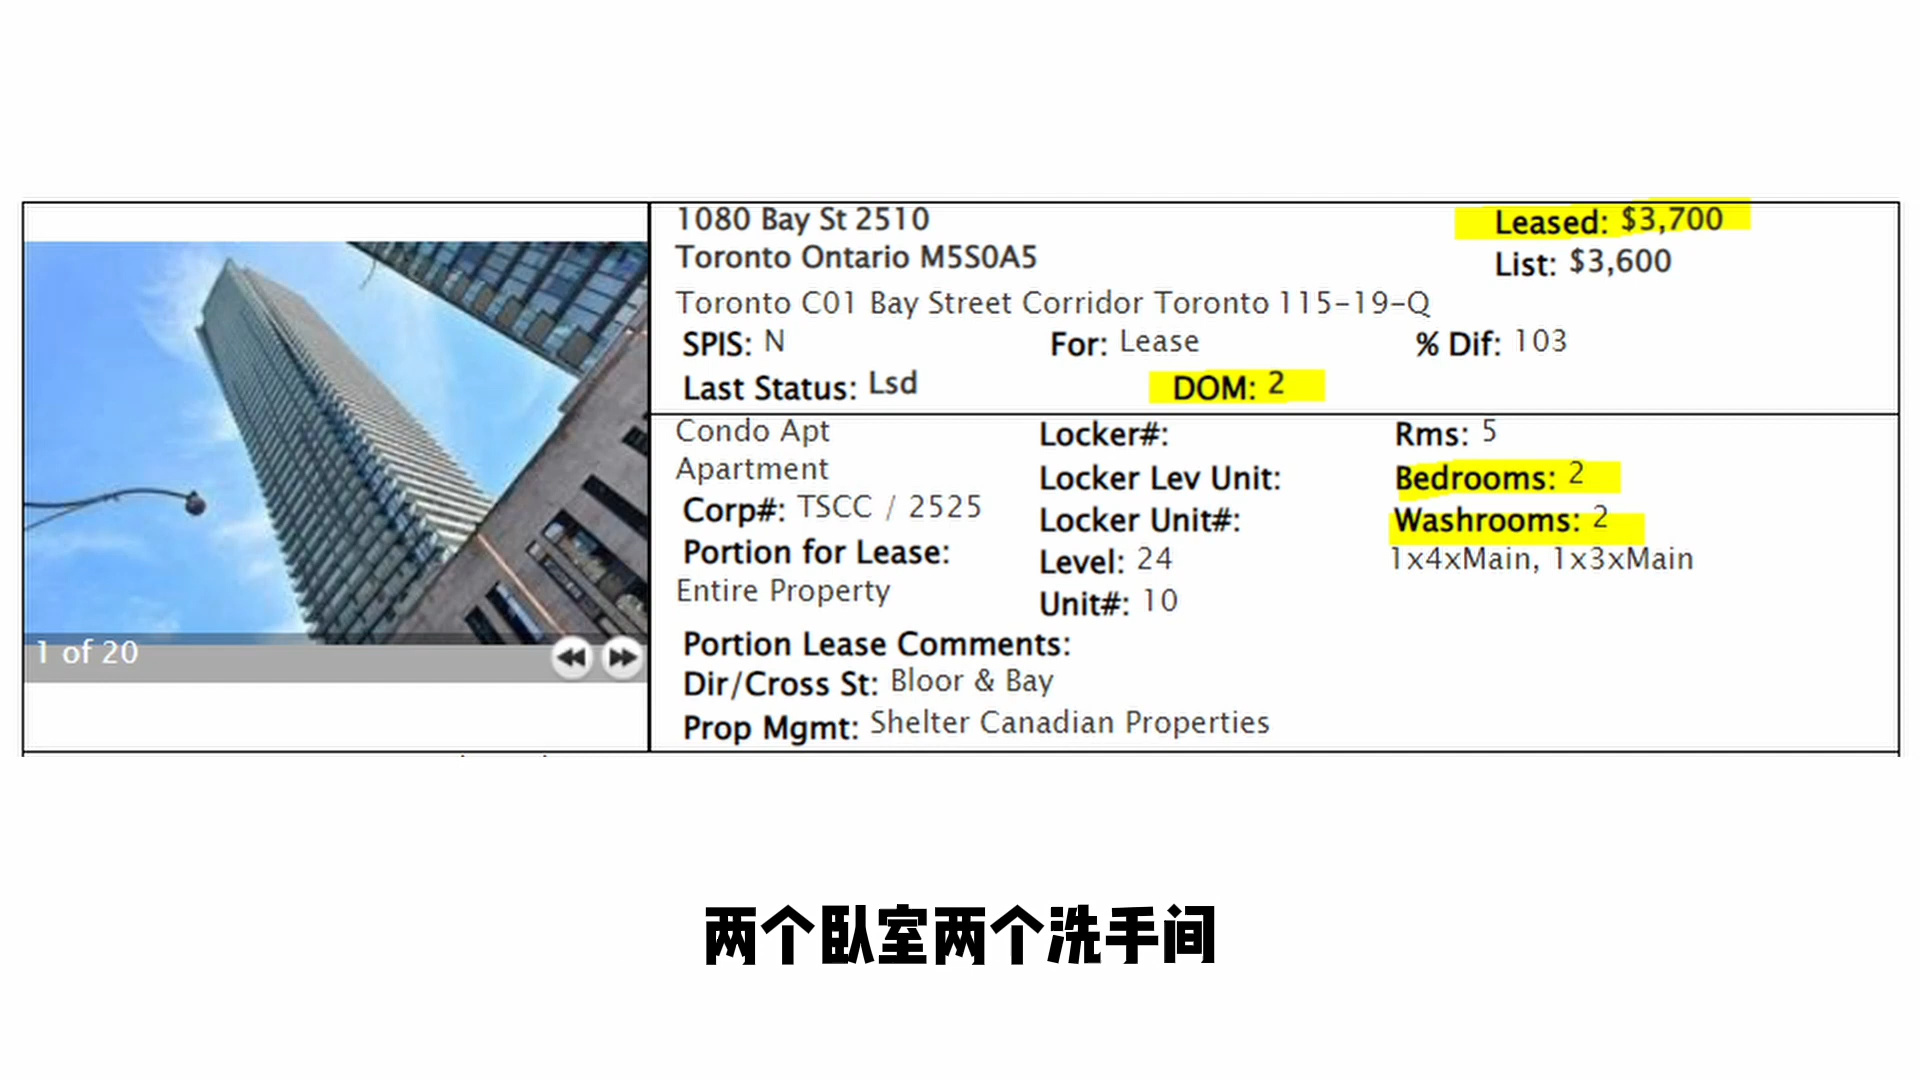 1080 Bay St 2510
Leased: $3,700
Toronto Ontario M5S0A5
List: $3,600
Toronto C01 Bay Street Corridor Toronto 115-19-Q
SPIS: N For: Lease % Dif: 103
Last Status: Lsd DOM: 2
Condo Apt Locker#: Rms: 5
Apartment Locker Lev Unit: Bedrooms: 2
Corp#: TSCC / 2525 Locker Unit#: Washrooms: 2
Portion for Lease: Level: 24 1x4xMain, 1x3xMain
Entire Property Unit#: 10
Portion Lease Comments:
Dir/Cross St: Bloor & Bay
Prop Mgmt: Shelter Canadian Properties
1 of 20
两个卧室两个洗手间